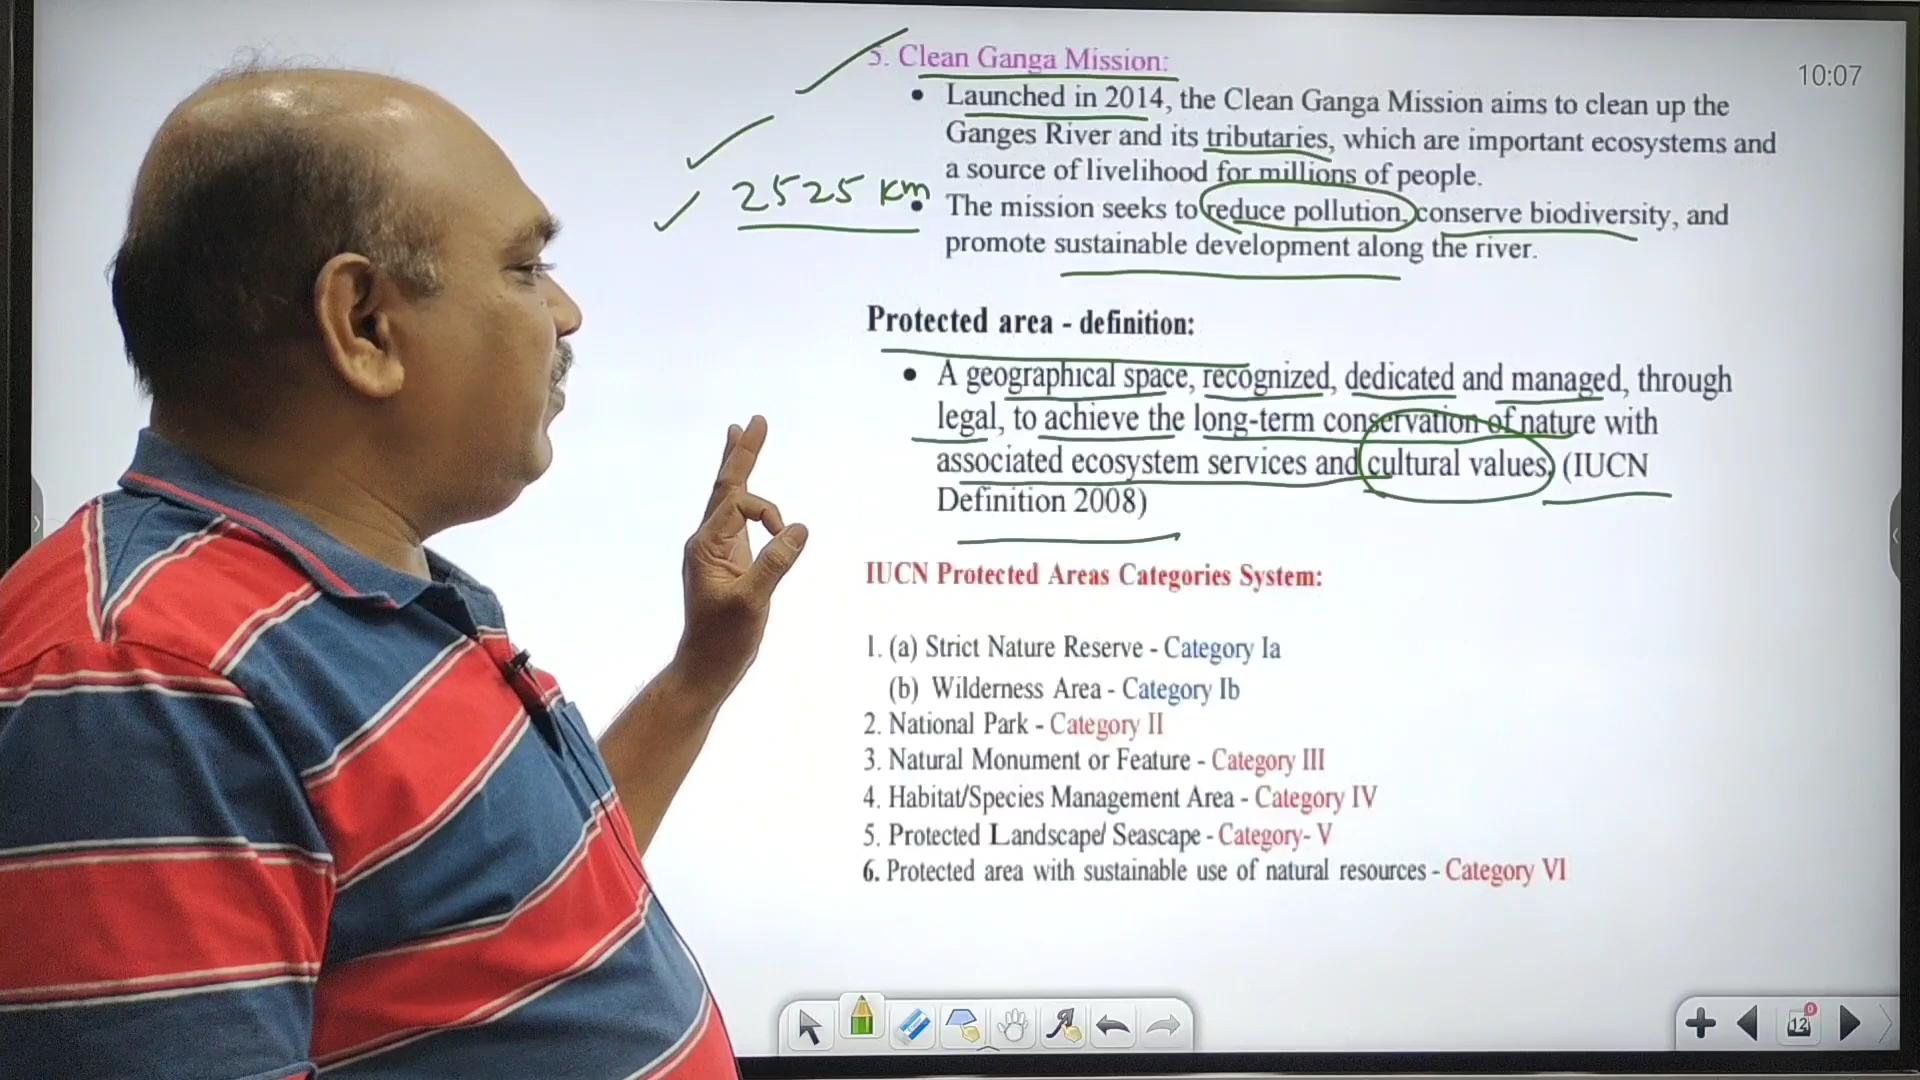 10:07
5. Clean Ganga Mission:
• Launched in 2014, the Clean Ganga Mission aims to clean up the
Ganges River and its tributaries, which are important ecosystems and
a source of livelihood for millions of people.
2525 km
• The mission seeks to reduce pollution, conserve biodiversity, and
promote sustainable development along the river.
Protected area - definition:
• A geographical space, recognized, dedicated and managed, through
legal, to achieve the long-term conservation of nature with
associated ecosystem services and cultural values, (IUCN
Definition 2008)
IUCN Protected Areas Categories System:
1. (a) Strict Nature Reserve - Category Ia
(b) Wilderness Area - Category Ib
2. National Park - Category II
3. Natural Monument or Feature - Category III
4. Habitat/Species Management Area - Category IV
5. Protected Landscape/ Seascape - Category- V
6. Protected area with sustainable use of natural resources - Category VI
12
0